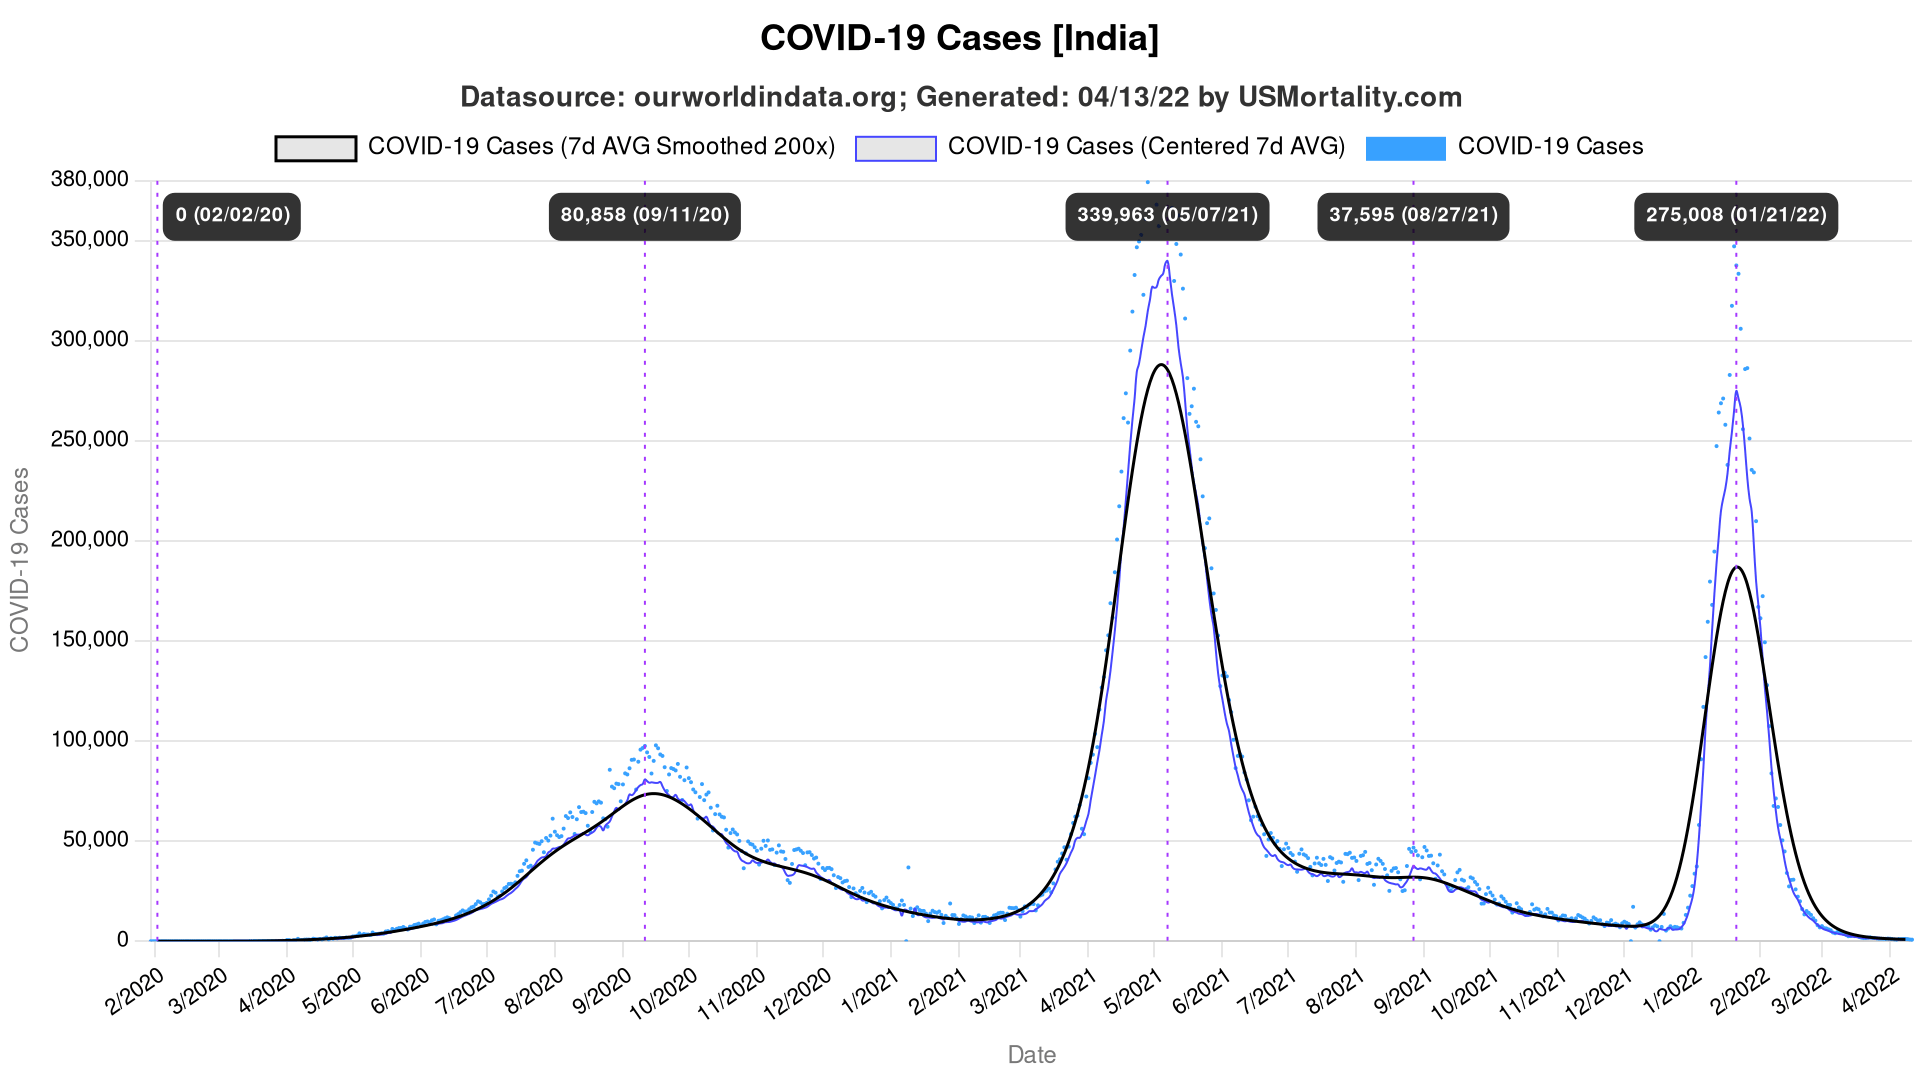 COVID-19 Cases [India]
Datasource: ourworldindata.org; Generated: 04/13/22 by USMortality.com
COVID-19 Cases (7d AVG Smoothed 200x) COVID-19 Cases (Centered 7d AVG) COVID-19 Cases
380,000
0 (02/02/20) 80,858 (09/11/20) 339,963 (05/07/21) 37,595 (08/27/21) 275,008 (01/21/22)
350,000
300,000
250,000
200,000
150,000
100,000
50,000
0
COVID-19 Cases
2/2020 3/2020 4/2020 5/2020 6/2020 7/2020 8/2020 9/2020 10/2020 11/2020 12/2020 1/2021 2/2021 3/2021 4/2021 5/2021 6/2021 7/2021 8/2021 9/2021 10/2021 11/2021 12/2021 1/2022 2/2022 3/2022 4/2022
Date